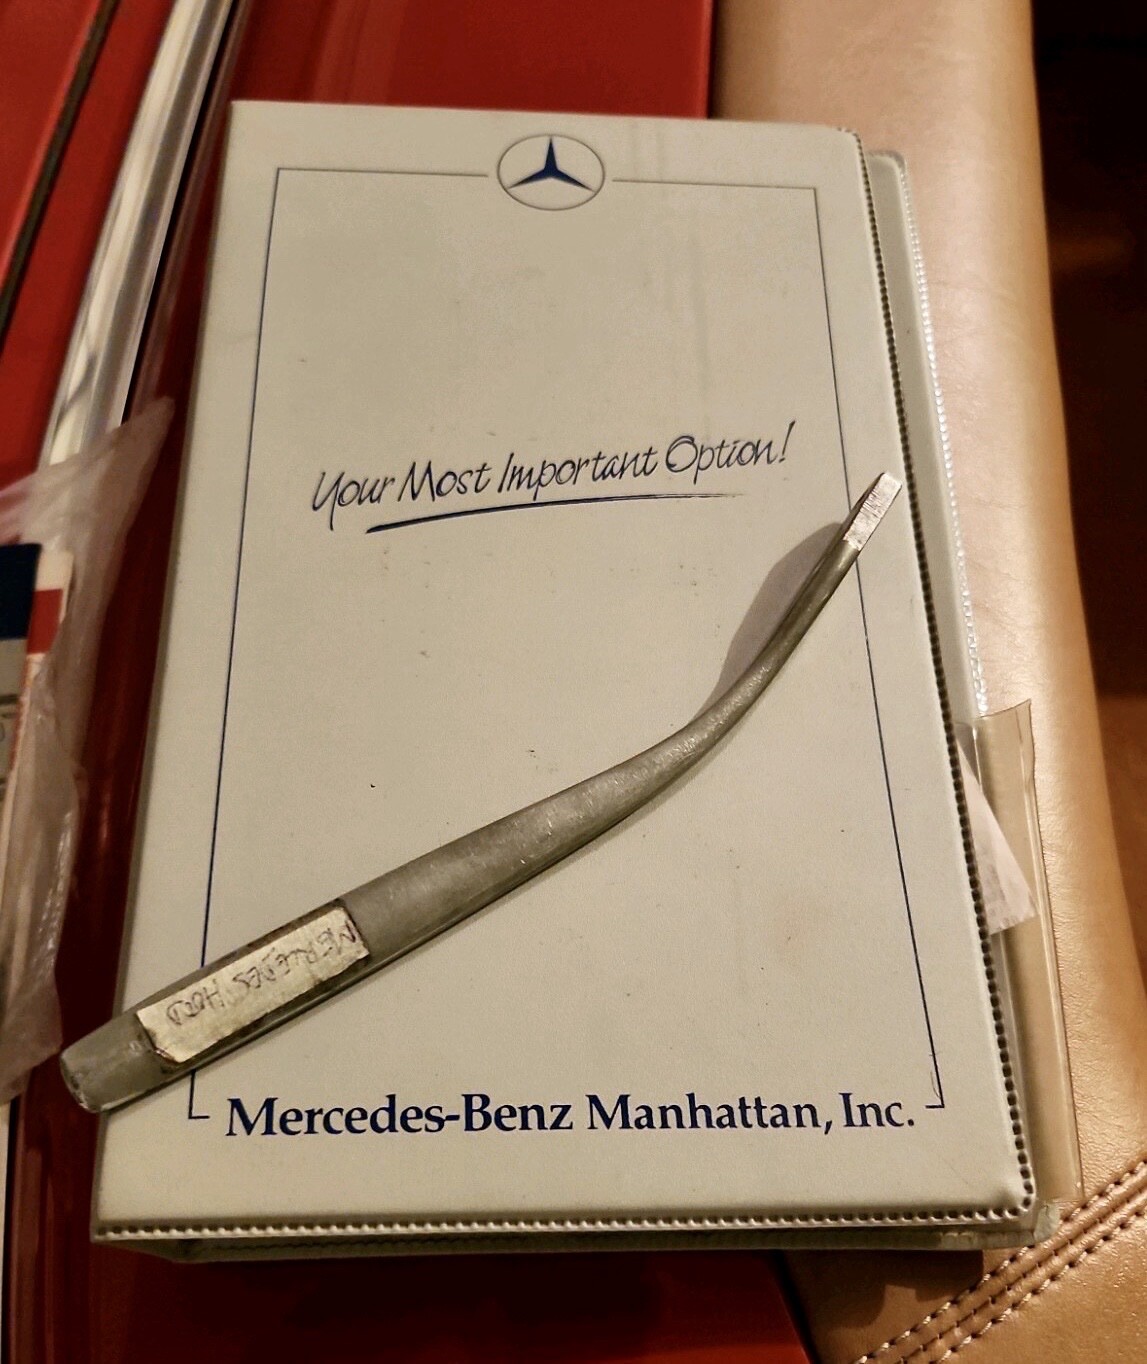 Your Most Important Option!
MERCEDES HOOD
Mercedes-Benz Manhattan, Inc.